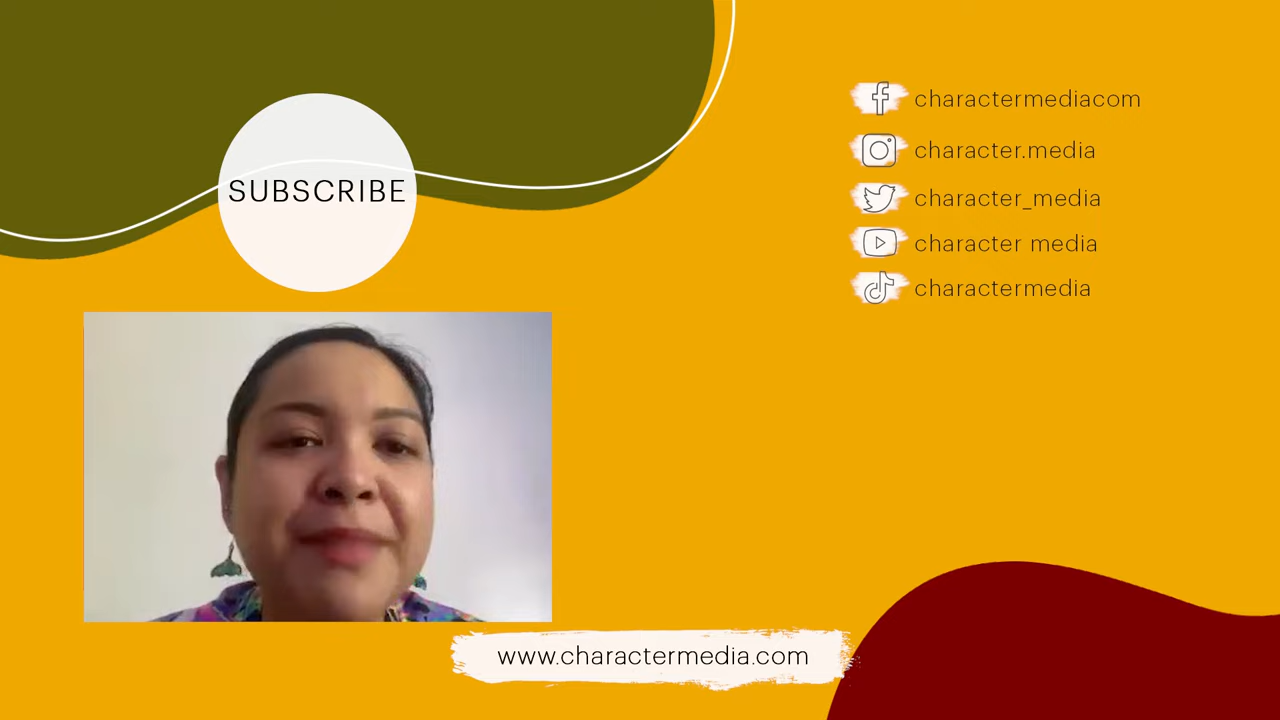 SUBSCRIBE
charactermediacom
character.media
character_media
character media
charactermedia
www.charactermedia.com